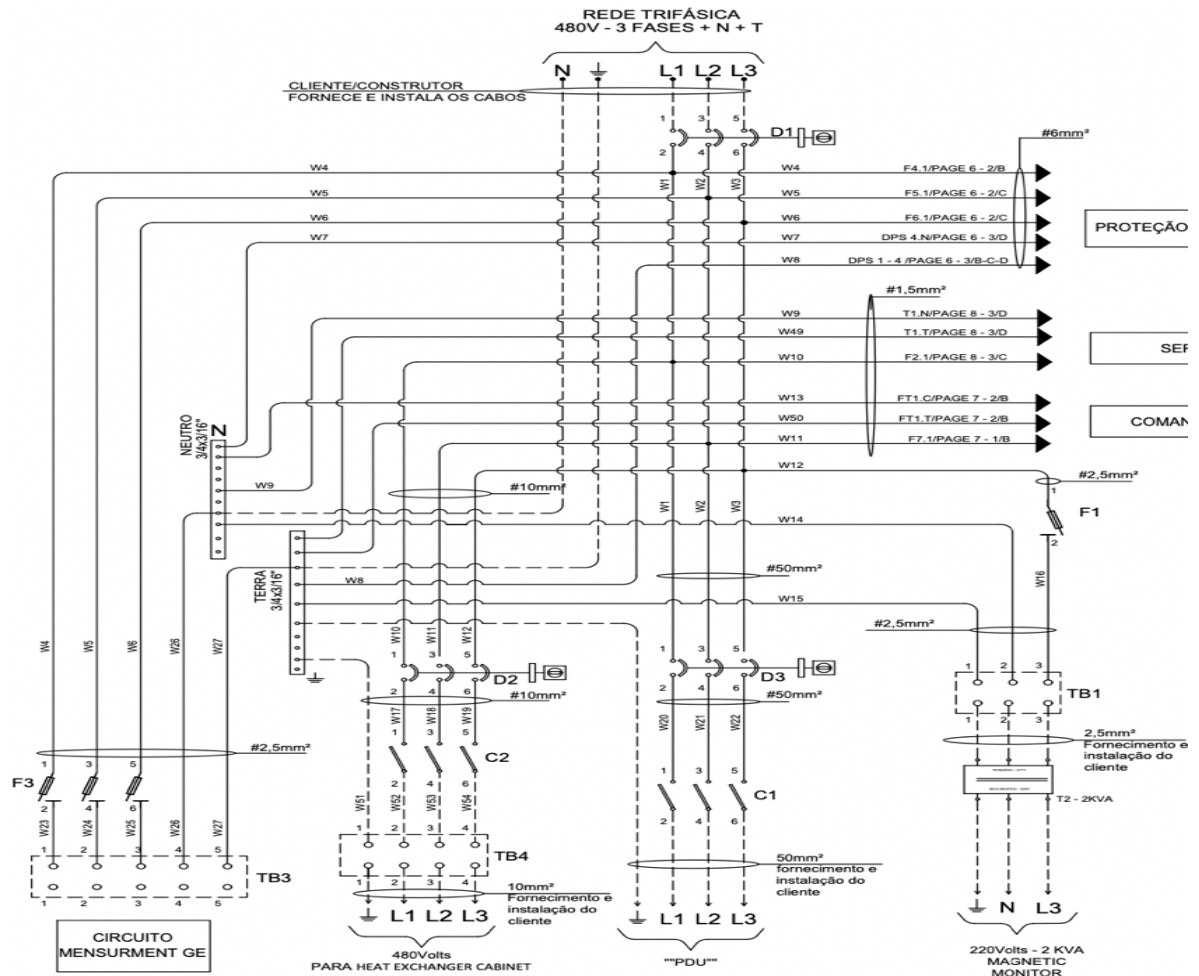 REDE TRIFÁSICA
480V - 3 FASES + N + T
N L1 L2 L3
CLIENTE/CONSTRUTOR
FORNECE E INSTALA OS CABOS
1 3 5
D1
2 4 6
#6mm²
W4 W1 W2 W3 W4 F4.1/PAGE 6 - 2/B
W5 W5 F5.1/PAGE 6 - 2/C
W6 W6 F6.1/PAGE 6 - 2/C
W7 W7 DPS 4.N/PAGE 6 - 3/D
PROTEÇÃO
W8 DPS 1 - 4 /PAGE 6 - 3/B-C-D
#1,5mm²
W9 T1.N/PAGE 8 - 3/D
W49 T1.T/PAGE 8 - 3/D
SER
W10 F2.1/PAGE 8 - 3/C
W13 FT1.C/PAGE 7 - 2/B
W50 FT1.T/PAGE 7 - 2/B
COMAN
W11 F7.1/PAGE 7 - 1/B
NEUTRO
3/4x3/16"
N
W12
W9
#10mm²
#2,5mm²
1
F1
2
W1 W2 W3
W14
TERRA
3/4x3/16"
W8
#50mm²
W16
W15
#2,5mm²
W4 W5 W6 W26 W27
W10 W11 W12
1 3 5
D2
2 4 6
#10mm²
1 3 5
D3
2 4 6
#50mm²
1 2 3
TB1
1 2 3
W17 W18 W19
W20 W21 W22
2,5mm²
Fornecimento e
instalação do
cliente
#2,5mm²
1 3 5
F3
2 4 6
1 3 5
C2
2 4 6
1 3 5
C1
2 4 6
T2 - 2KVA
W51 W52 W53 W54
W23 W24 W25 W26 W27
1 2 3 4 5
TB3
1 2 3 4 5
1 2 3 4
TB4
1 2 3 4
10mm²
Fornecimento e
instalação do
cliente
50mm²
fornecimento e
instalação do
cliente
L1 L2 L3
L1 L2 L3
N L3
CIRCUITO
MENSURMENT GE
480Volts
PARA HEAT EXCHANGER CABINET
""PDU""
220Volts - 2 KVA
MAGNETIC
MONITOR